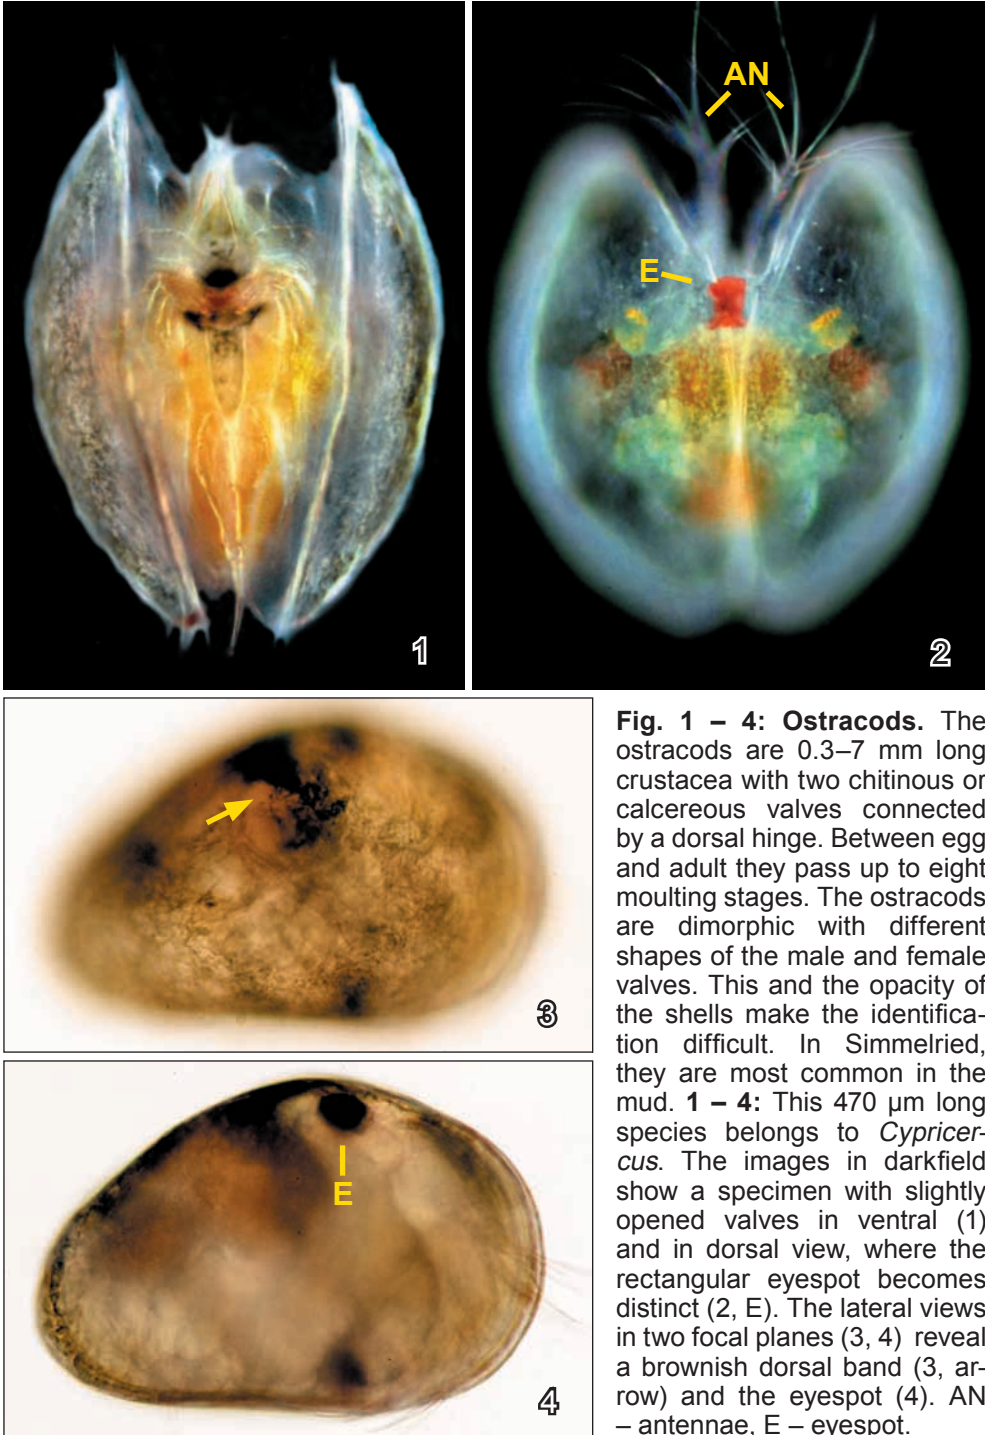 AN
E
1
2
3
E
4
Fig. 1 – 4: Ostracods. The
ostracods are 0.3–7 mm long
crustacea with two chitinous or
calcereous valves connected
by a dorsal hinge. Between egg
and adult they pass up to eight
moulting stages. The ostracods
are dimorphic with different
shapes of the male and female
valves. This and the opacity of
the shells make the identifica-
tion difficult. In Simmelried,
they are most common in the
mud. 1 – 4: This 470 µm long
species belongs to Cypricer-
cus. The images in darkfield
show a specimen with slightly
opened valves in ventral (1)
and in dorsal view, where the
rectangular eyespot becomes
distinct (2, E). The lateral views
in two focal planes (3, 4) reveal
a brownish dorsal band (3, ar-
row) and the eyespot (4). AN
– antennae, E – eyespot.